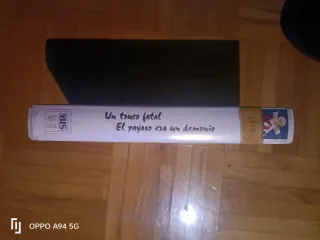 Un truco fatal
El payaso era un demonio
VHS
OPPO A94 5G